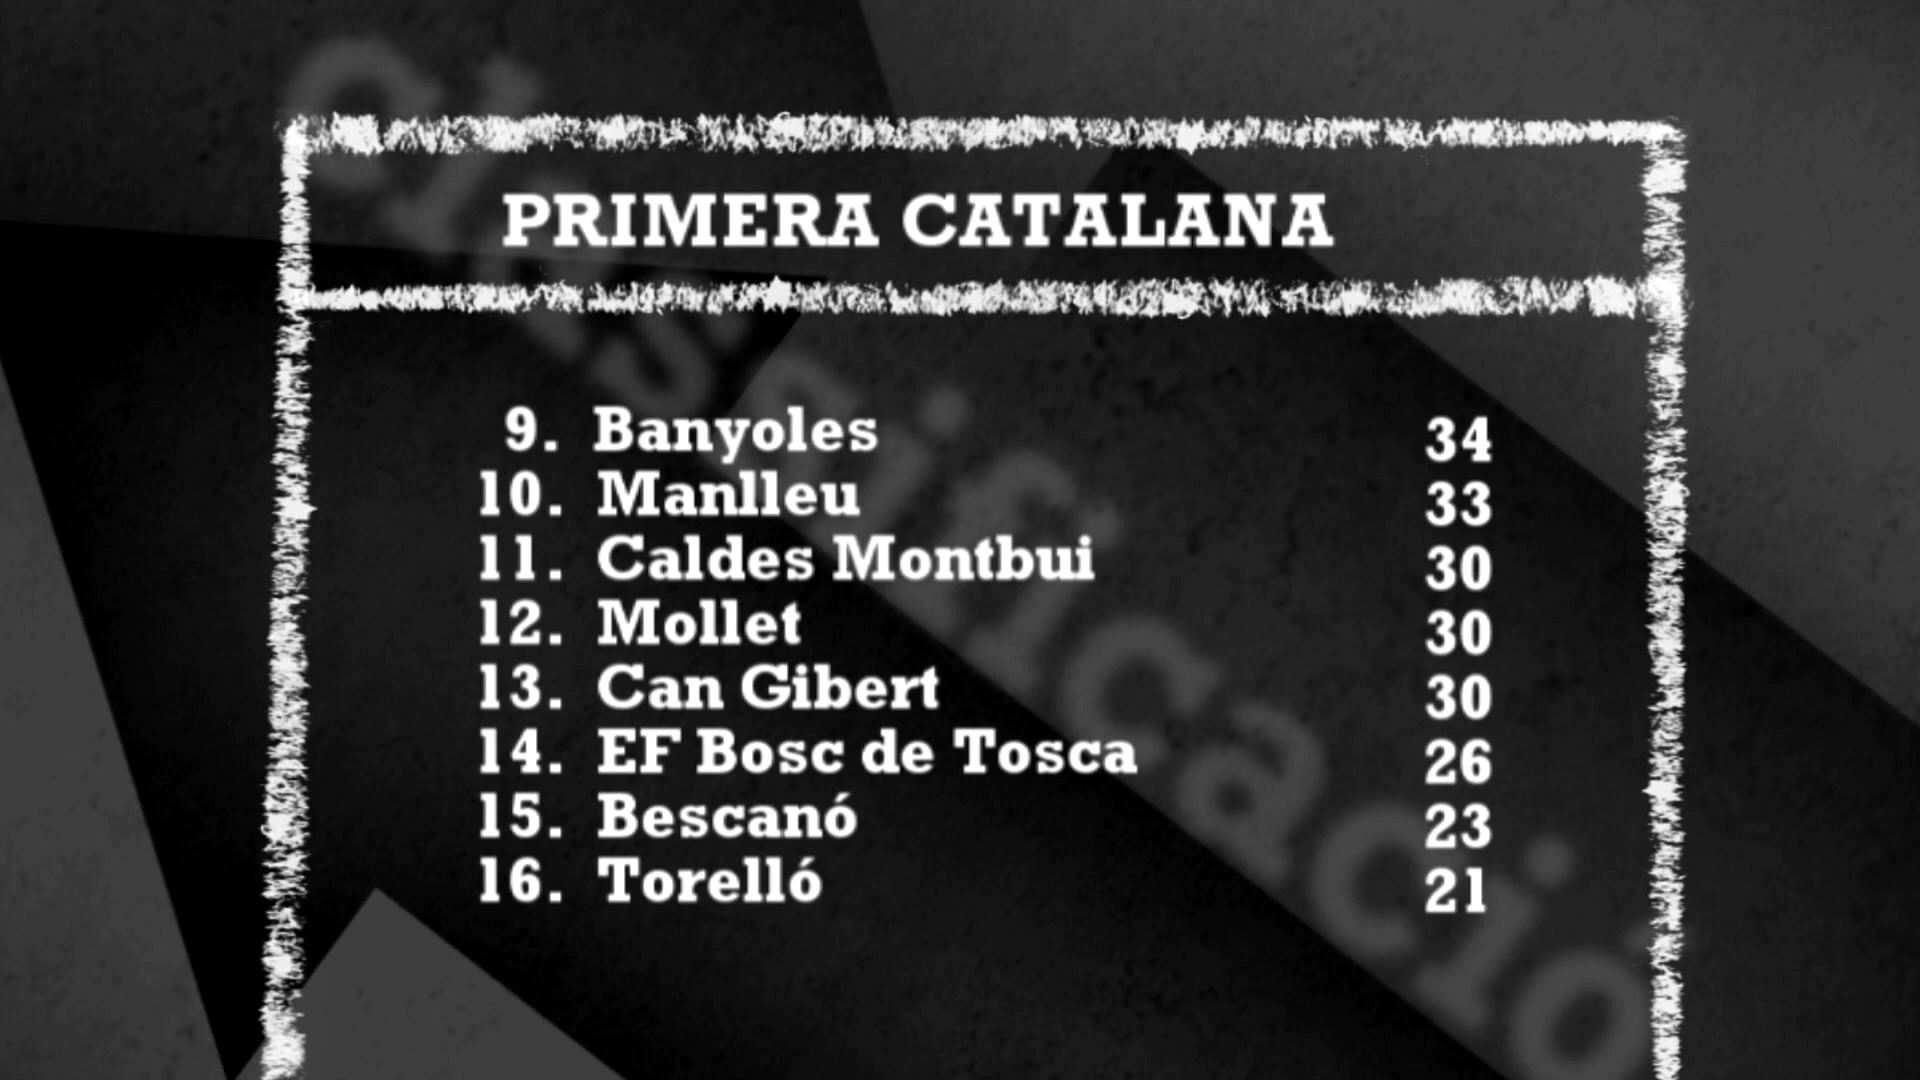 PRIMERA CATALANA
9. Banyoles 34
10. Manlleu 33
11. Caldes Montbui 30
12. Mollet 30
13. Can Gibert 30
14. EF Bosc de Tosca 26
15. Bescanó 23
16. Torelló 21
classificació